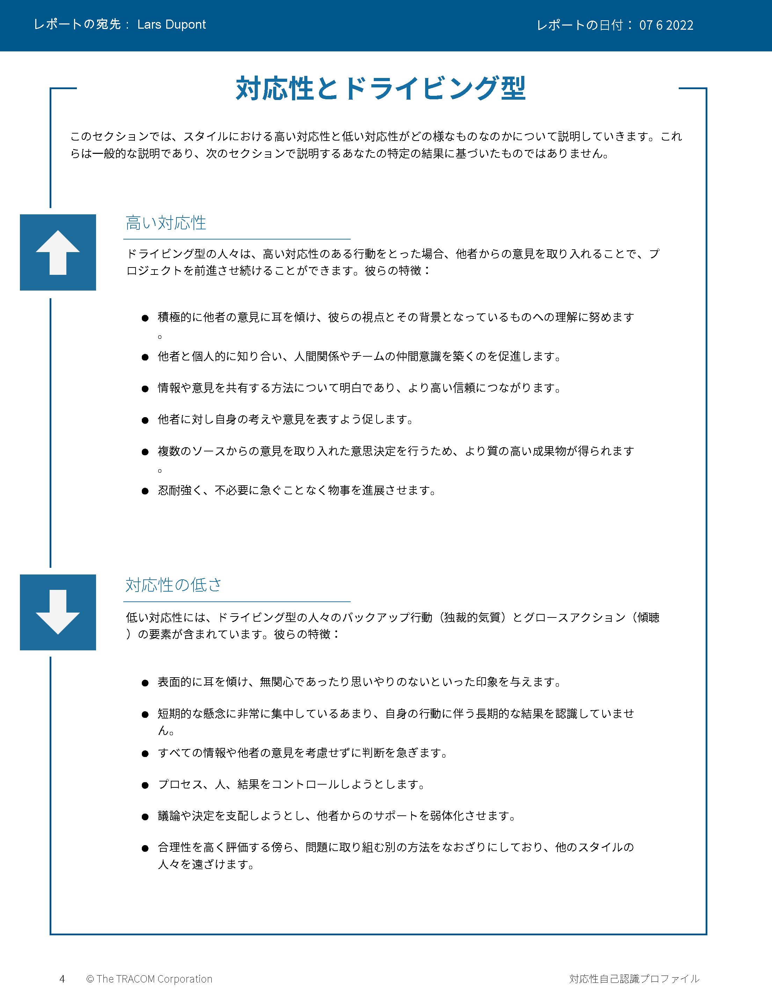 レポートの宛先： Lars Dupont
レポートの日付： 07 6 2022
対応性とドライビング型
このセクションでは、スタイルにおける高い対応性と低い対応性がどの様なものなのかについて説明していきます。これ
らは一般的な説明であり、次のセクションで説明するあなたの特定の結果に基づいたものではありません。
高い対応性
ドライビング型の人々は、高い対応性のある行動をとった場合、他者からの意見を取り入れることで、プ
ロジェクトを前進させ続けることができます。彼らの特徴：
● 積極的に他者の意見に耳を傾け、彼らの視点とその背景となっているものへの理解に努めます
。
● 他者と個人的に知り合い、人間関係やチームの仲間意識を築くのを促進します。
● 情報や意見を共有する方法について明白であり、より高い信頼につながります。
● 他者に対し自身の考えや意見を表すよう促します。
● 複数のソースからの意見を取り入れた意思決定を行うため、より質の高い成果物が得られます
。
● 忍耐強く、不必要に急ぐことなく物事を進展させます。
対応性の低さ
低い対応性には、ドライビング型の人々のバックアップ行動（独裁的気質）とグロースアクション（傾聴
）の要素が含まれています。彼らの特徴：
● 表面的に耳を傾け、無関心であったり思いやりのないといった印象を与えます。
● 短期的な懸念に非常に集中しているあまり、自身の行動に伴う長期的な結果を認識していませ
ん。
● すべての情報や他者の意見を考慮せずに判断を急ぎます。
● プロセス、人、結果をコントロールしようとします。
● 議論や決定を支配しようとし、他者からのサポートを弱体化させます。
● 合理性を高く評価する傍ら、問題に取り組む別の方法をなおざりにしており、他のスタイルの
人々を遠ざけます。
4 © The TRACOM Corporation
対応性自己認識プロファイル